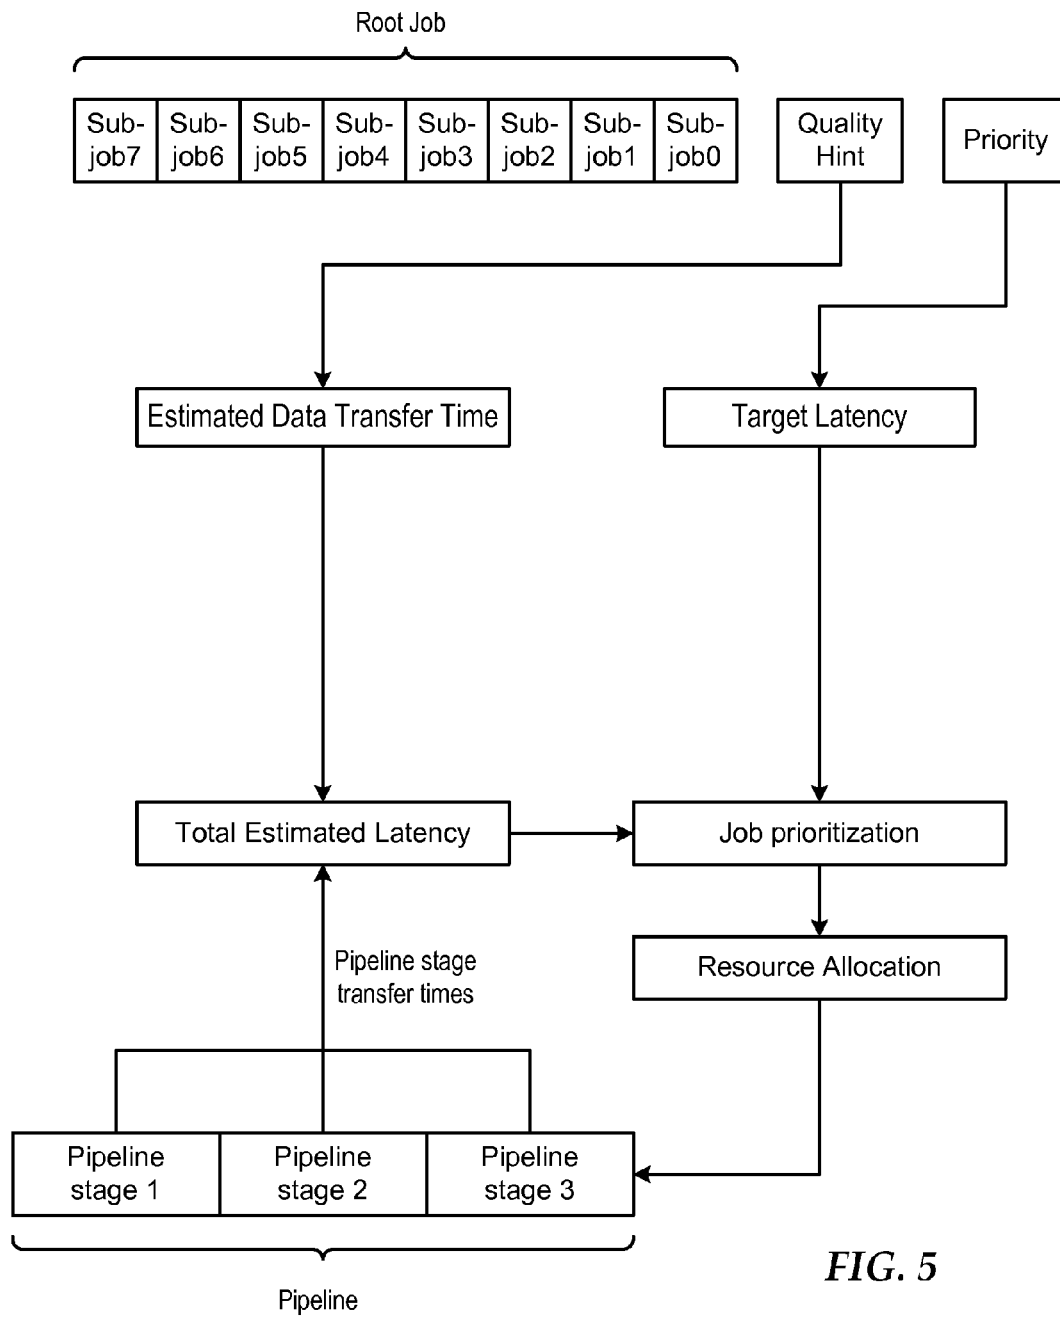 Root Job
Sub-
job7
Sub-
job6
Sub-
job5
Sub-
job4
Sub-
job3
Sub-
job2
Sub-
job1
Sub-
job0
Quality
Hint
Priority
Estimated Data Transfer Time
Target Latency
Total Estimated Latency
Job prioritization
Pipeline stage
transfer times
Resource Allocation
Pipeline
stage 1
Pipeline
stage 2
Pipeline
stage 3
Pipeline
FIG. 5